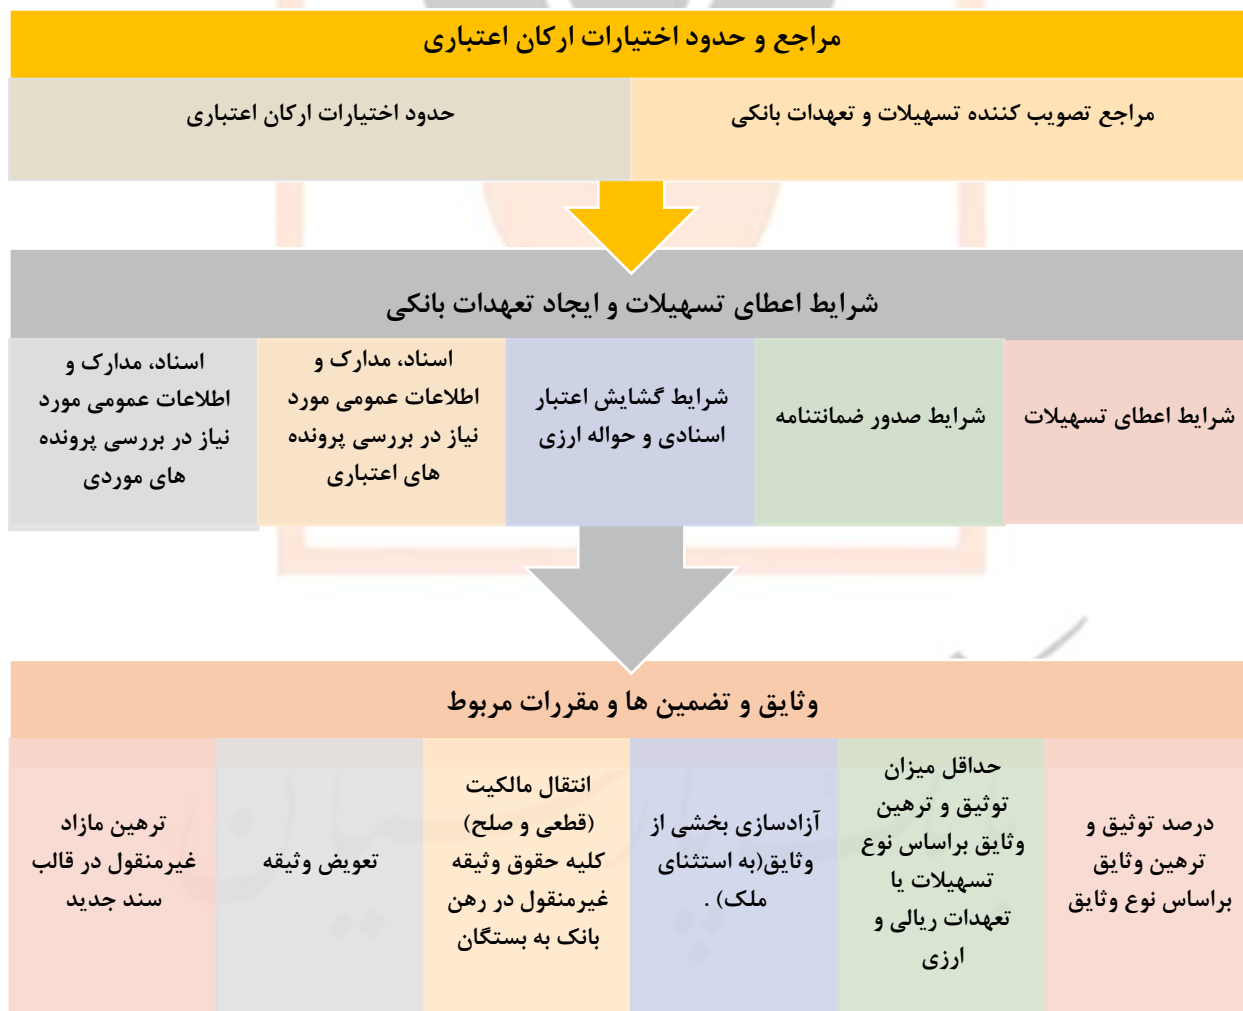 مراجع و حدود اختیارات ارکان اعتباری
مراجع تصویب کننده تسهیلات و تعهدات بانکی
حدود اختیارات ارکان اعتباری
شرایط اعطای تسهیلات و ایجاد تعهدات بانکی
شرایط اعطای تسهیلات
شرایط صدور ضمانتنامه
شرایط گشایش اعتبار
اسنادی و حواله ارزی
اسناد، مدارک و
اطلاعات عمومی مورد
نیاز در بررسی پرونده
های اعتباری
اسناد، مدارک و
اطلاعات عمومی مورد
نیاز در بررسی پرونده
های موردی
وثایق و تضمین ها و مقررات مربوط
درصد توثیق و
ترهین وثایق
براساس نوع وثایق
حداقل میزان
توثیق و ترهین
وثایق براساس نوع
تسهیلات یا
تعهدات ریالی و
ارزی
آزادسازی بخشی از
وثایق(به استثنای
ملک) .
انتقال مالکیت
(قطعی و صلح)
کلیه حقوق وثیقه
غیرمنقول در رهن
بانک به بستگان
تعویض وثیقه
ترهین مازاد
غیرمنقول در قالب
سند جدید